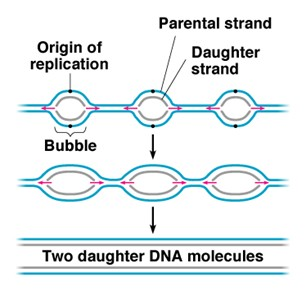 Parental strand
Origin of
replication
Daughter
strand
Bubble
Two daughter DNA molecules